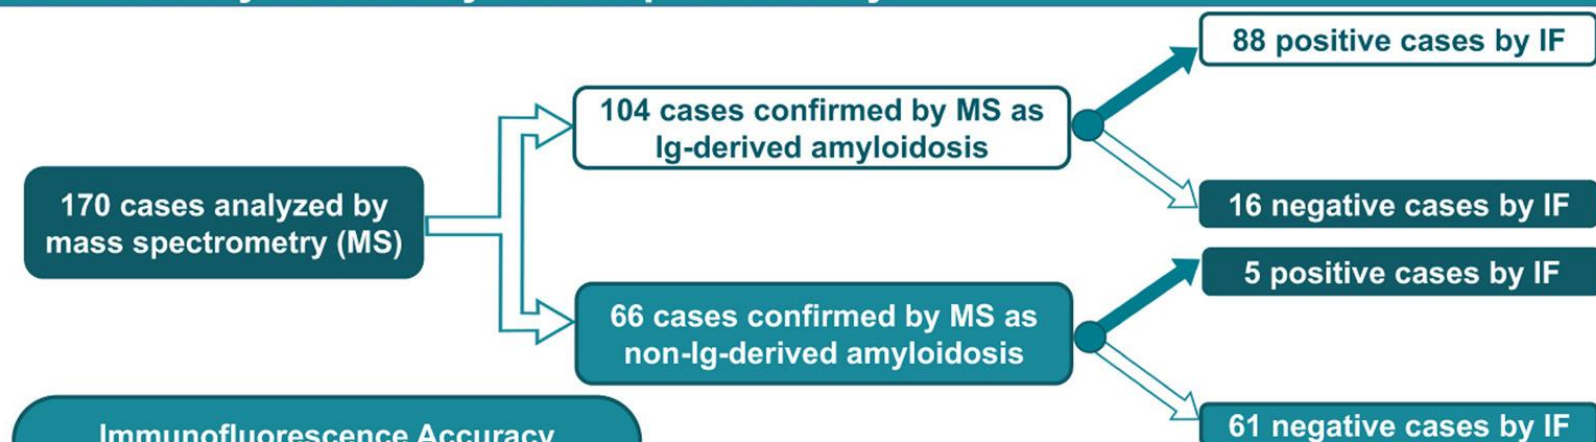 88 positive cases by IF
104 cases confirmed by MS as
Ig-derived amyloidosis
170 cases analyzed by
mass spectrometry (MS)
16 negative cases by IF
5 positive cases by IF
66 cases confirmed by MS as
non-Ig-derived amyloidosis
61 negative cases by IF
Immunofluorescence Accuracy